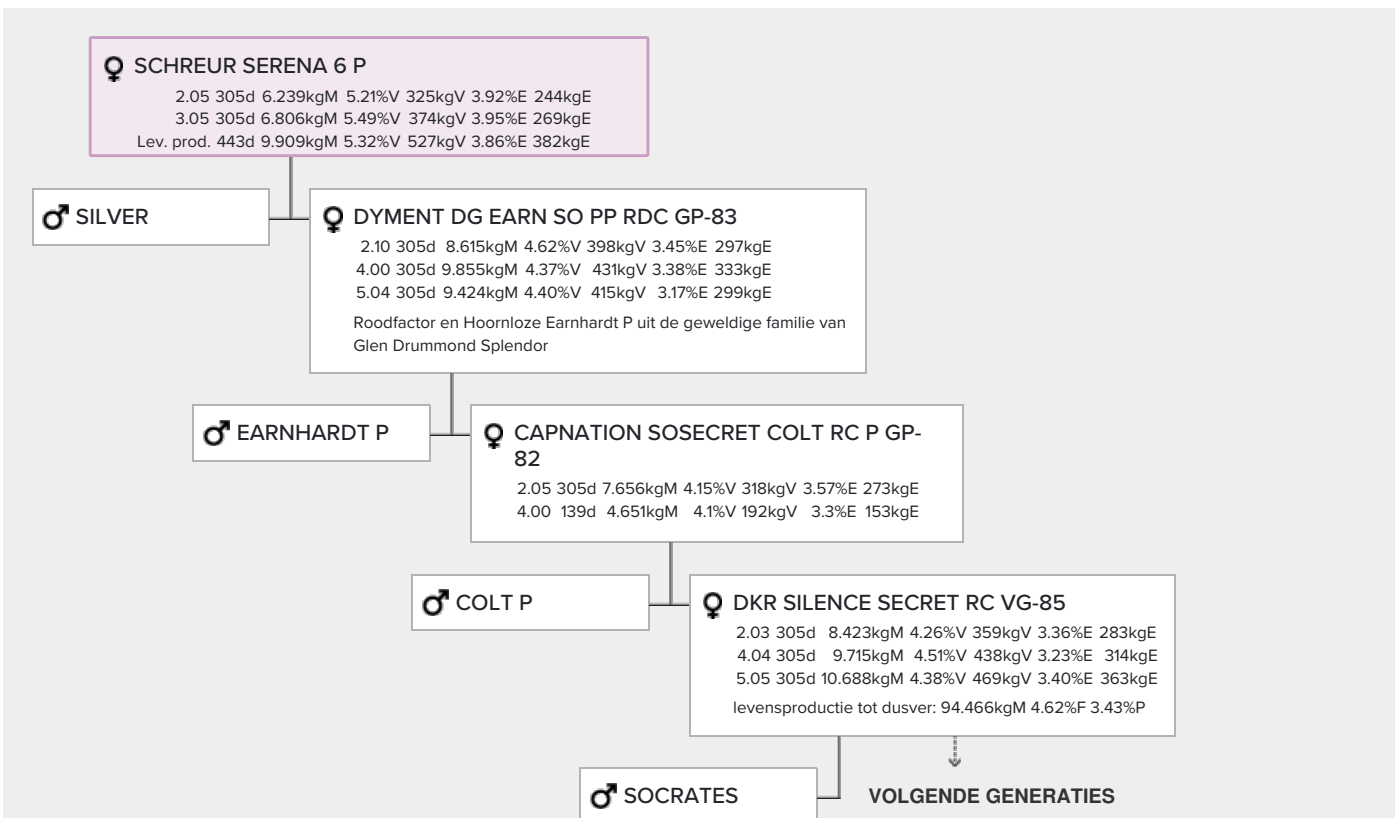 SCHREUR SERENA 6 P
2.05 305d 6.239kgM 5.21%V 325kgV 3.92%E 244kgE
3.05 305d 6.806kgM 5.49%V 374kgV 3.95%E 269kgE
Lev. prod. 443d 9.909kgM 5.32%V 527kgV 3.86%E 382kgE
SILVER
DYMENT DG EARN SO PP RDC GP-83
2.10 305d 8.615kgM 4.62%V 398kgV 3.45%E 297kgE
4.00 305d 9.855kgM 4.37%V 431kgV 3.38%E 333kgE
5.04 305d 9.424kgM 4.40%V 415kgV 3.17%E 299kgE
Roodfactor en Hoornloze Earnhardt P uit de geweldige familie van
Glen Drummond Splendor
EARNHARDT P
CAPNATION SOSECRET COLT RC P GP-
82
2.05 305d 7.656kgM 4.15%V 318kgV 3.57%E 273kgE
4.00 139d 4.651kgM 4.1%V 192kgV 3.3%E 153kgE
COLT P
DKR SILENCE SECRET RC VG-85
2.03 305d 8.423kgM 4.26%V 359kgV 3.36%E 283kgE
4.04 305d 9.715kgM 4.51%V 438kgV 3.23%E 314kgE
5.05 305d 10.688kgM 4.38%V 469kgV 3.40%E 363kgE
levensproductie tot dusver: 94.466kgM 4.62%F 3.43%P
SOCRATES
VOLGENDE GENERATIES